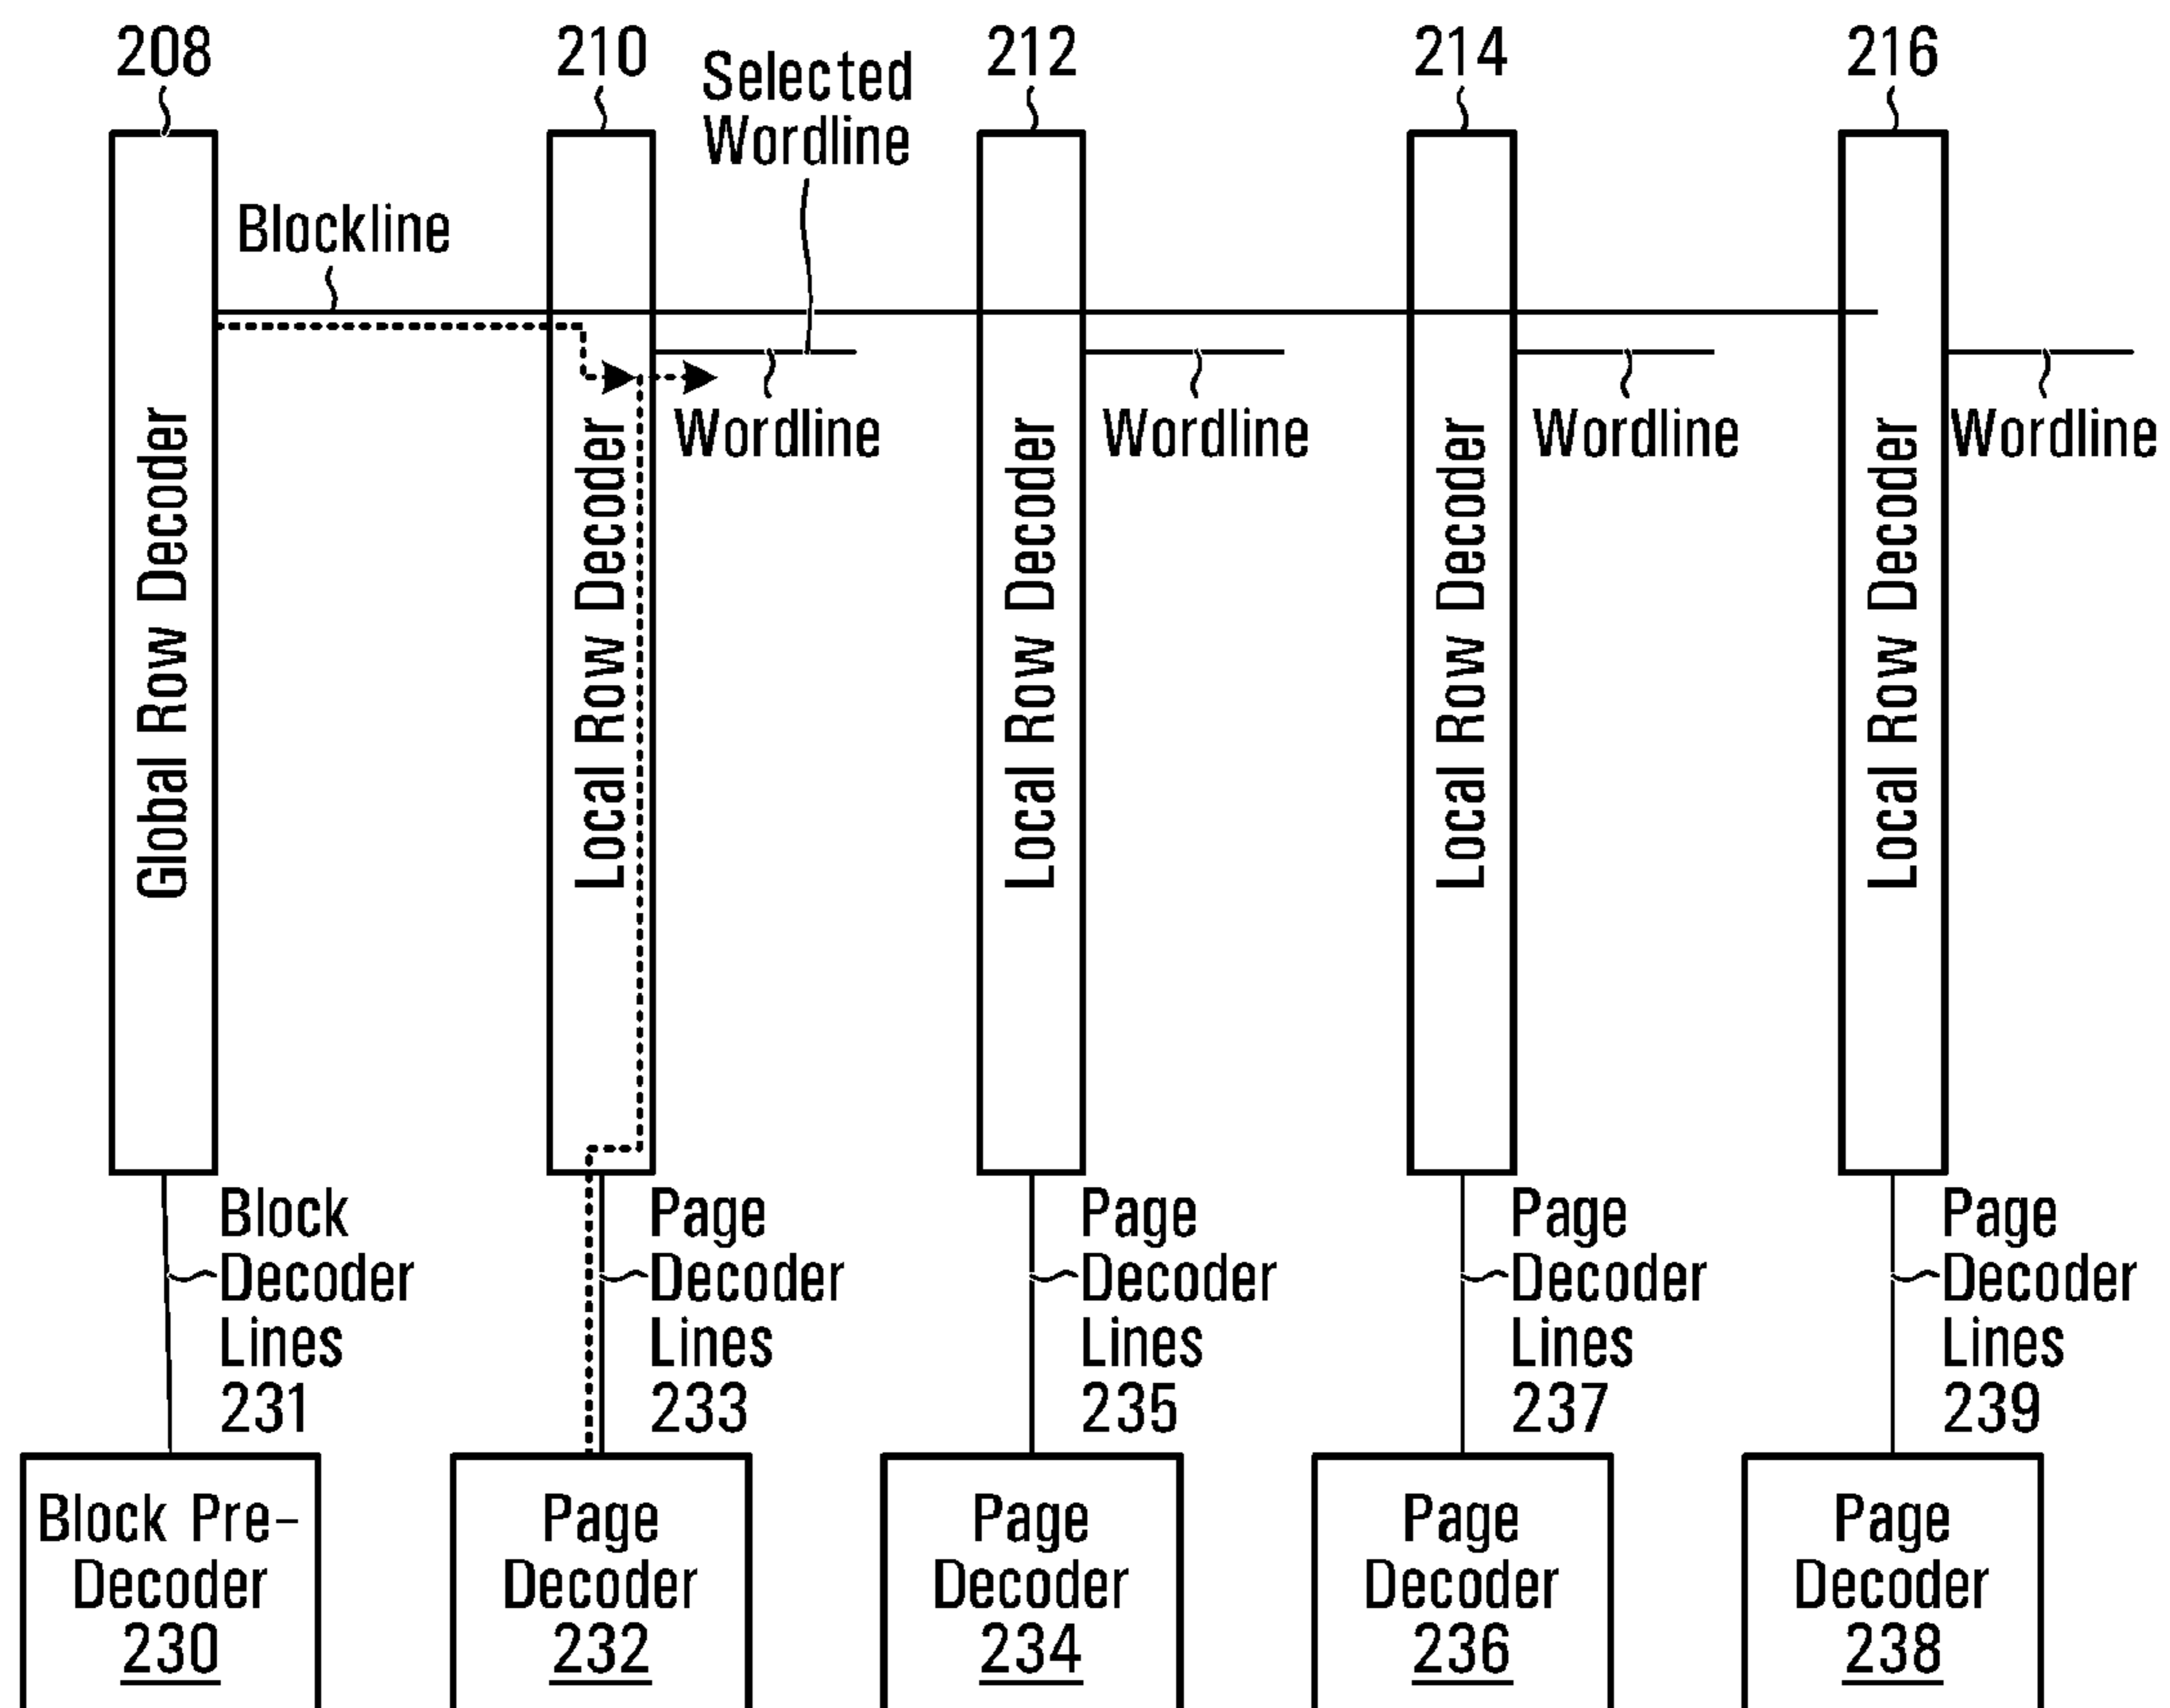 208
210
212
214
216
Selected
Wordline
Blockline
Wordline
Wordline
Wordline
Wordline
Global Row Decoder
Local Row Decoder
Local Row Decoder
Local Row Decoder
Local Row Decoder
Block
Decoder
Lines
231
Page
Decoder
Lines
233
Page
Decoder
Lines
235
Page
Decoder
Lines
237
Page
Decoder
Lines
239
Block Pre-
Decoder
230
Page
Decoder
232
Page
Decoder
234
Page
Decoder
236
Page
Decoder
238